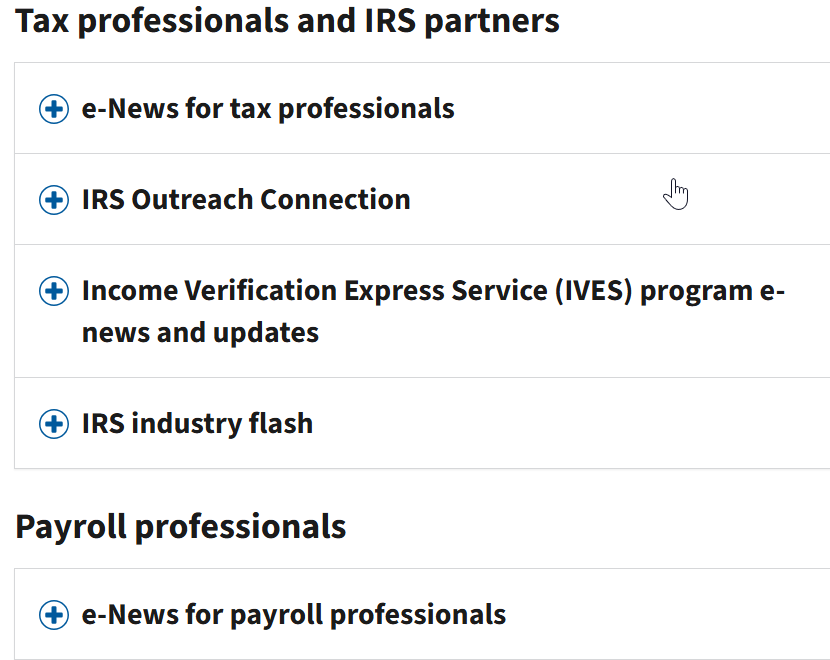 Tax professionals and IRS partners
e-News for tax professionals
IRS Outreach Connection
Income Verification Express Service (IVES) program e-
news and updates
IRS industry flash
Payroll professionals
e-News for payroll professionals